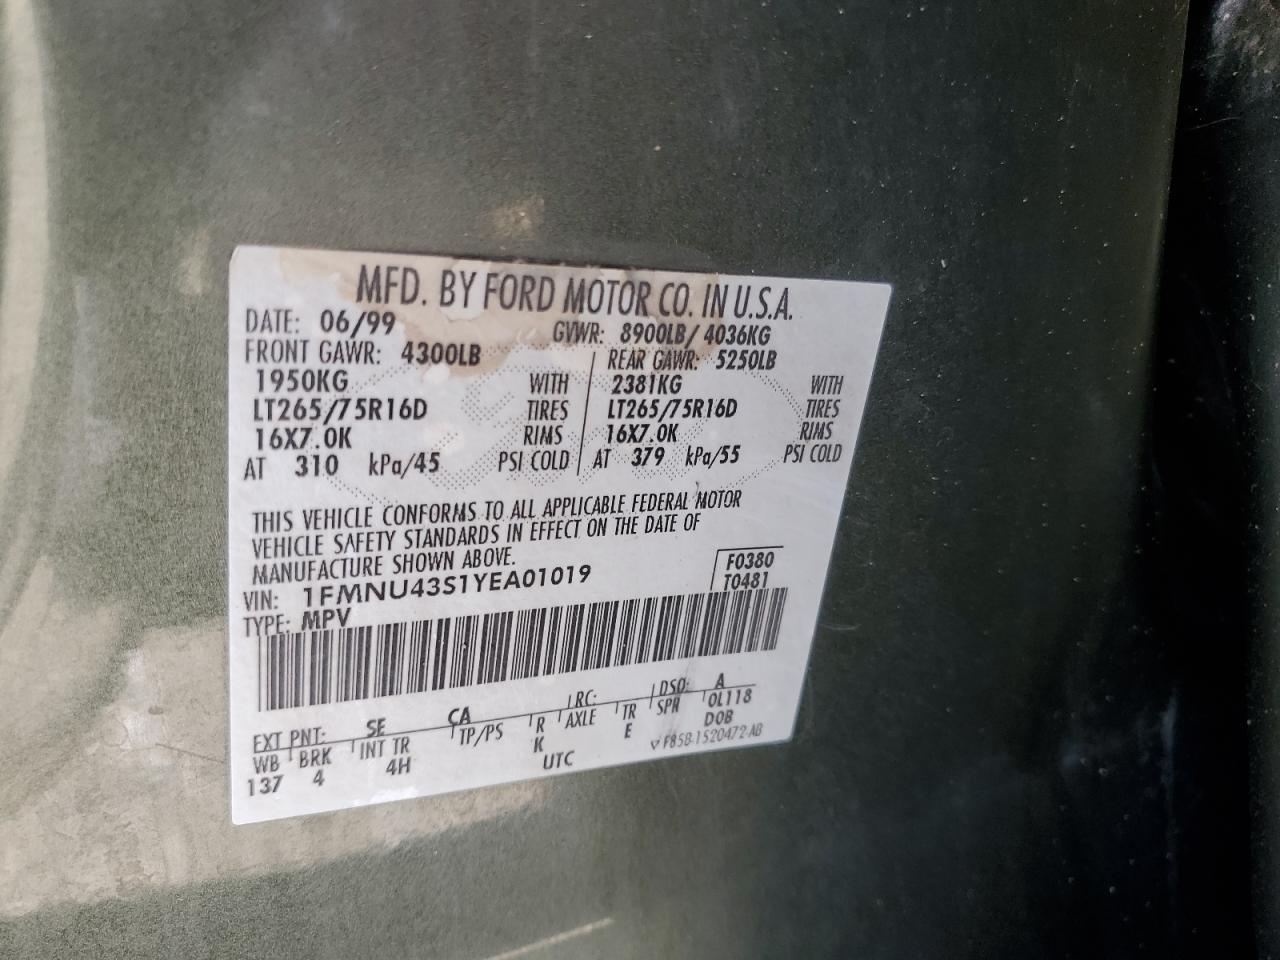 MFD. BY FORD MOTOR CO. IN U.S.A.
DATE: 06/99 GVWR: 8900LB/ 4036KG
FRONT GAWR: 4300LB REAR GAWR: 5250LB
1950KG WITH 2381KG WITH
LT265/75R16D TIRES LT265/75R16D TIRES
16X7.0K RIMS 16X7.0K RIMS
AT 310 kPa/45 PSI COLD AT 379 kPa/55 PSI COLD
THIS VEHICLE CONFORMS TO ALL APPLICABLE FEDERAL MOTOR
VEHICLE SAFETY STANDARDS IN EFFECT ON THE DATE OF
MANUFACTURE SHOWN ABOVE.
VIN: 1FMNU43S1YEA01019 F0380
TYPE: MPV T0481
EXT PNT: SE CA RC: DSO: A
WB BRK INT TR TP/PS R AXLE TR SPR OL118
137 4 4H K E DOB
UTC
▽ F85B-1520472-AB